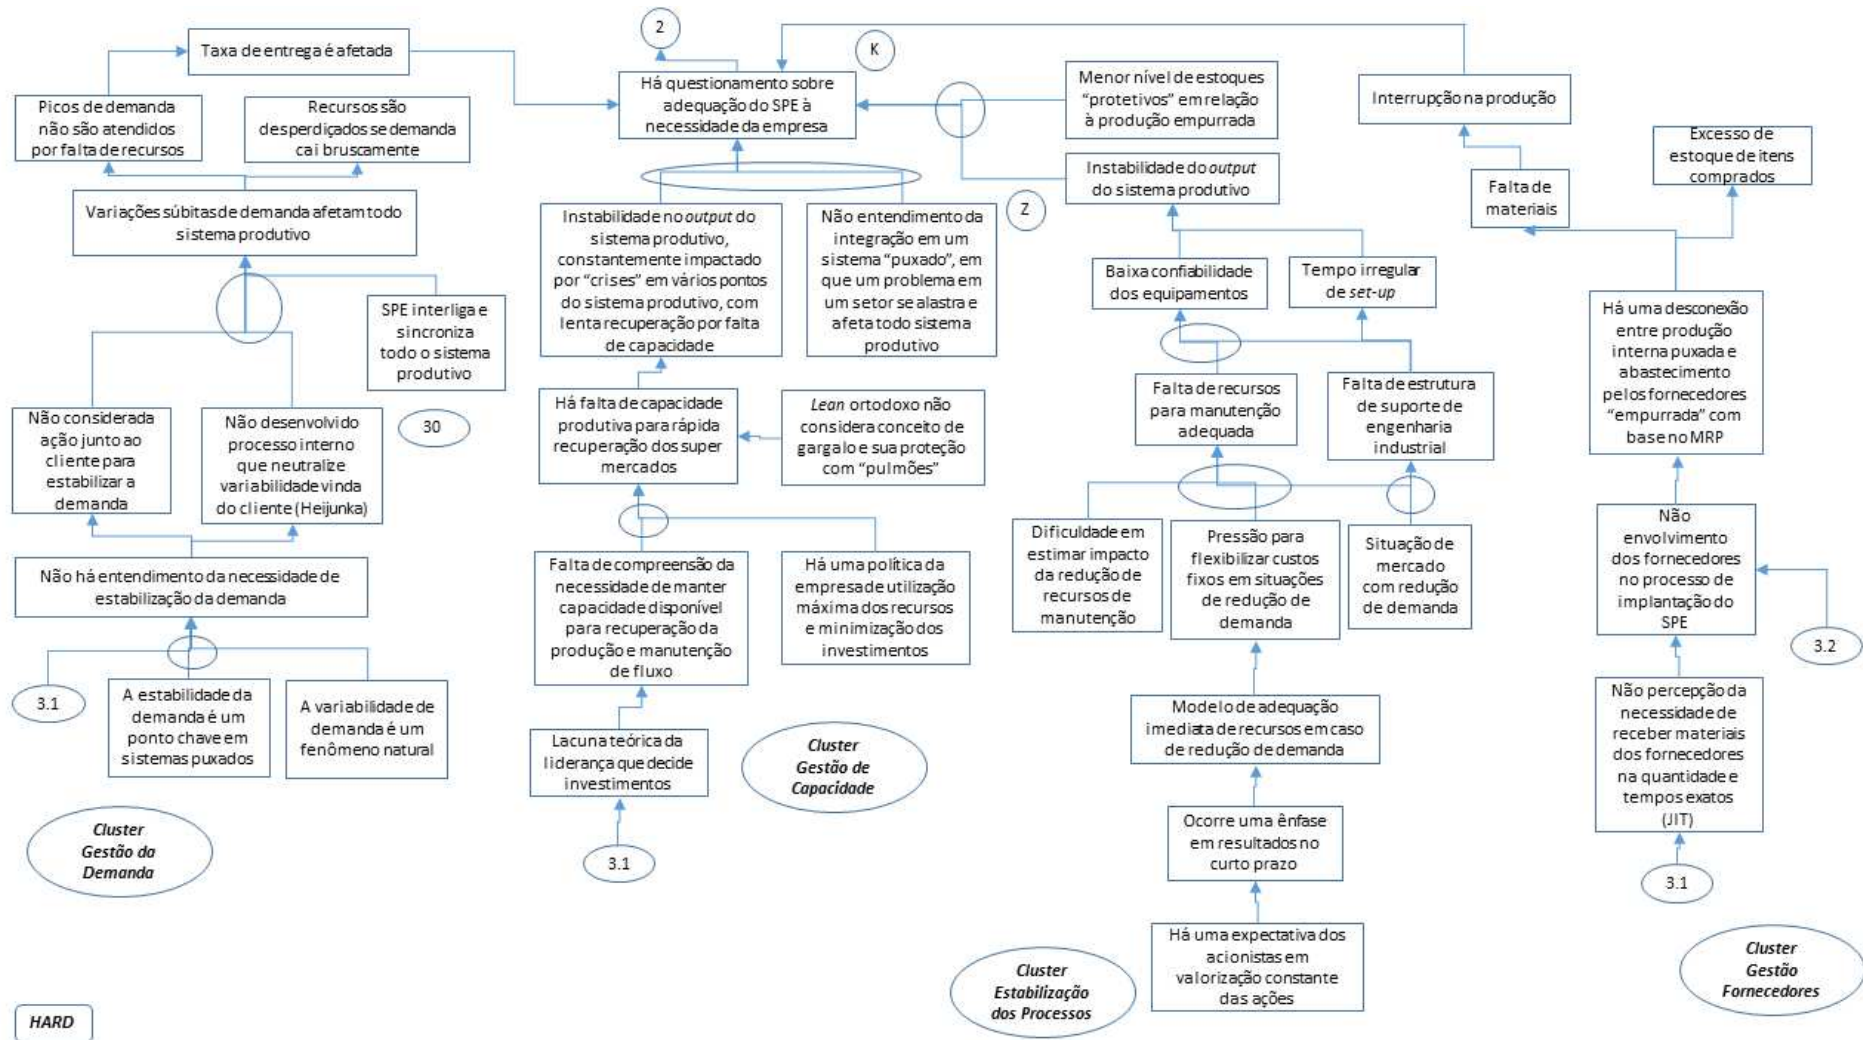 Taxa de entrega é afetada
2
K
Há questionamento sobre
adequação do SPE à
necessidade da empresa
Menor nível de estoques
“protetivos” em relação
à produção empurrada
Interrupção na produção
Picos de demanda
não são atendidos
por falta de recursos
Recursos são
desperdiçados se demanda
cai bruscamente
Excesso de
estoque de itens
comprados
Instabilidade do output
do sistema produtivo
Falta de
materiais
Variações súbitas de demanda afetam todo
sistema produtivo
Instabilidade no output do
sistema produtivo,
constantemente impactado
por “crises” em vários pontos
do sistema produtivo, com
lenta recuperação por falta
de capacidade
Não entendimento da
integração em um
sistema “puxado”, em
que um problema em
um setor se alastra e
afeta todo sistema
produtivo
Z
Baixa confiabilidade
dos equipamentos
Tempo irregular
de set-up
SPE interliga e
sincroniza
todo o sistema
produtivo
Há uma desconexão
entre produção
interna puxada e
abastecimento
pelos fornecedores
“empurrada” com
base no MRP
Não considerada
ação junto ao
cliente para
estabilizar a
demanda
Não desenvolvido
processo interno
que neutralize
variabilidade vinda
do cliente (Heijunka)
30
Há falta de capacidade
produtiva para rápida
recuperação dos super
mercados
Lean ortodoxo não
considera conceito de
gargalo e sua proteção
com “pulmões”
Falta de recursos
para manutenção
adequada
Falta de estrutura
de suporte de
engenharia
industrial
Não há entendimento da necessidade de
estabilização da demanda
Falta de compreensão da
necessidade de manter
capacidade disponível
para recuperação da
produção e manutenção
de fluxo
Há uma política da
empresa de utilização
máxima dos recursos
e minimização dos
investimentos
Dificuldade em
estimar impacto
da redução de
recursos de
manutenção
Pressão para
flexibilizar custos
fixos em situações
de redução de
demanda
Situação de
mercado
com redução
de demanda
Não
envolvimento
dos fornecedores
no processo de
implantação do
SPE
3.2
3.1
A estabilidade da
demanda é um
ponto chave em
sistemas puxados
A variabilidade de
demanda é um
fenômeno natural
Lacuna teórica da
liderança que decide
investimentos
Cluster
Gestão de
Capacidade
Modelo de adequação
imediata de recursos em caso
de redução de demanda
Não percepção da
necessidade de
receber materiais
dos fornecedores
na quantidade e
tempos exatos
(JIT)
Cluster
Gestão da
Demanda
3.1
Ocorre uma ênfase
em resultados no
curto prazo
3.1
Cluster
Estabilização
dos Processos
Há uma expectativa dos
acionistas em
valorização constante
das ações
Cluster
Gestão
Fornecedores
HARD